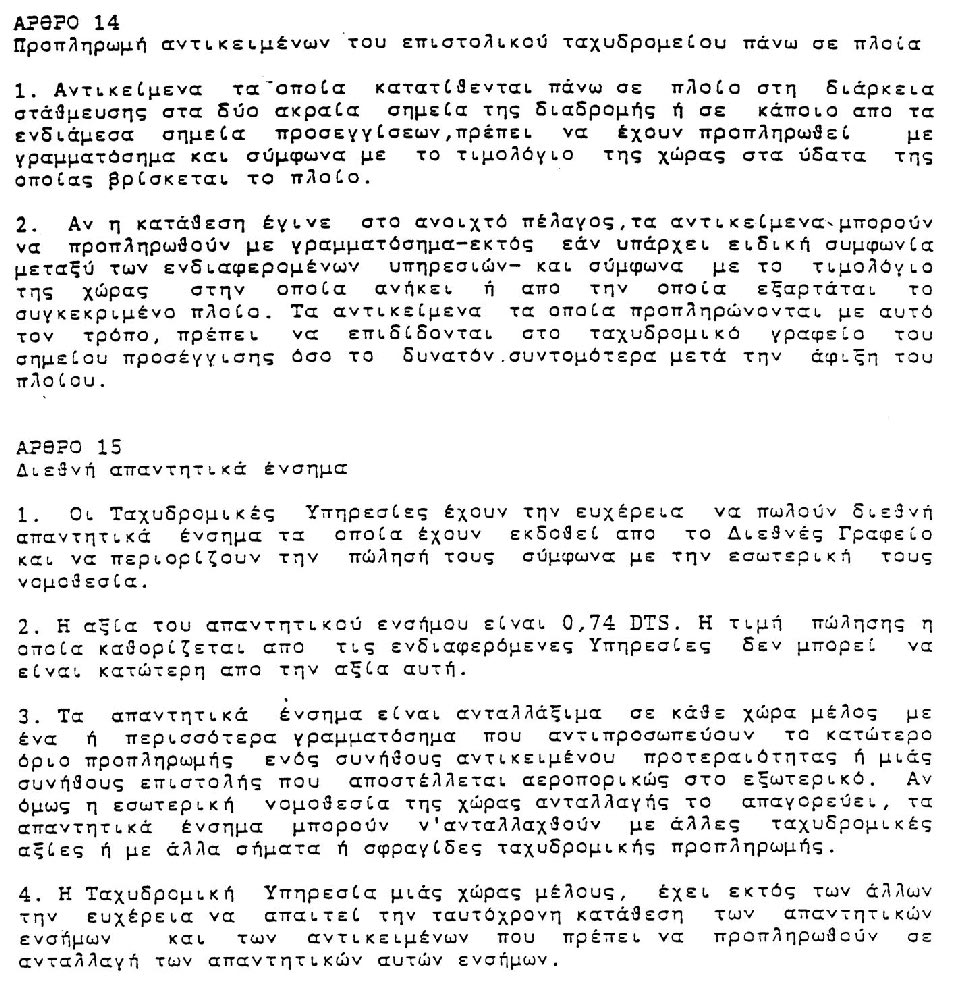 ΑΡΘΡΟ 14
Προπληρωμή αντικειμένων του επιστολικού ταχυδρομείου πάνω σε πλοία
1. Αντικείμενα τα οποία κατατίθενται πάνω σε πλοίο στη διάρκεια
στάθμευσης στα δύο ακραία σημεία της διαδρομής ή σε κάποιο απο τα
ενδιάμεσα σημεία προσεγγίσεων,πρέπει να έχουν προπληρωθεί με
γραμματόσημα και σύμφωνα με το τιμολόγιο της χώρας στα ύδατα της
οποίας βρίσκεται το πλοίο.
2. Αν η κατάθεση έγινε στο ανοιχτό πέλαγος,τα αντικείμενα μπορούν
να προπληρωθούν με γραμματόσημα-εκτός εάν υπάρχει ειδική συμφωνία
μεταξύ των ενδιαφερομένων υπηρεσιών- και σύμφωνα με το τιμολόγιο
της χώρας στην οποία ανήκει ή απο την οποία εξαρτάται το
συγκεκριμένο πλοίο. Τα αντικείμενα τα οποία προπληρώνονται με αυτό
τον τρόπο, πρέπει να επιδίδονται στο ταχυδρομικό γραφείο του
σημείου προσέγγισης όσο το δυνατόν συντομότερα μετά την άφιξη του
πλοίου.
ΑΡΘΡΟ 15
Διεθνή απαντητικά ένσημα
1. Οι Ταχυδρομικές Υπηρεσίες έχουν την ευχέρεια να πωλούν διεθνή
απαντητικά ένσημα τα οποία έχουν εκδοθεί απο το Διεθνές Γραφείο
και να περιορίζουν την πώλησή τους σύμφωνα με την εσωτερική τους
νομοθεσία.
2. Η αξία του απαντητικού ενσήμου είναι 0,74 DTS. Η τιμή πώλησης η
οποία καθορίζεται απο τις ενδιαφερόμενες Υπηρεσίες δεν μπορεί να
είναι κατώτερη απο την αξία αυτή.
3. Τα απαντητικά ένσημα είναι ανταλλάξιμα σε κάθε χώρα μέλος με
ένα ή περισσότερα γραμματόσημα που αντιπροσωπεύουν το κατώτερο
όριο προπληρωμής ενός συνήθους αντικειμένου προτεραιότητας ή μιάς
συνήθους επιστολής που αποστέλλεται αεροπορικώς στο εξωτερικό. Αν
όμως η εσωτερική νομοθεσία της χώρας ανταλλαγής το απαγορεύει, τα
απαντητικά ένσημα μπορούν ν'ανταλλαχθούν με άλλες ταχυδρομικές
αξίες ή με άλλα σήματα ή σφραγίδες ταχυδρομικής προπληρωμής.
4. Η Ταχυδρομική Υπηρεσία μιάς χώρας μέλους, έχει εκτός των άλλων
την ευχέρεια να απαιτεί την ταυτόχρονη κατάθεση των απαντητικών
ενσήμων και των αντικειμένων που πρέπει να προπληρωθούν σε
ανταλλαγή των απαντητικών αυτών ενσήμων.